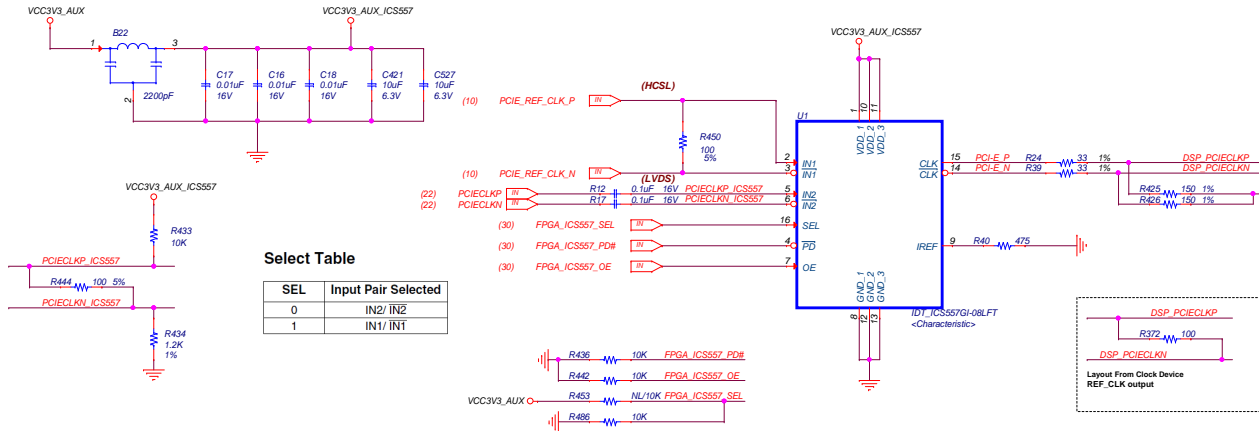 VCC3V3_AUX
VCC3V3_AUX_ICS557
B22
1
3
2
2200pF
C17
0.01uF
16V
C16
0.01uF
16V
C18
0.01uF
16V
C421
10uF
6.3V
C527
10uF
6.3V
VCC3V3_AUX_ICS557
(HCSL)
(10) PCIE_REF_CLK_P IN
R450
100
5%
(10) PCIE_REF_CLK_N IN
(LVDS)
(22) PCIECLKP IN R12 0.1uF 16V PCIECLKP_ICS557
(22) PCIECLKN IN R17 0.1uF 16V PCIECLKN_ICS557
(30) FPGA_ICS557_SEL IN
(30) FPGA_ICS557_PD# IN
(30) FPGA_ICS557_OE IN
U1
1
10
11
VDD_1
VDD_2
VDD_3
2 IN1
3 IN1
5 IN2
6 IN2
16 SEL
4 PD
7 OE
CLK 15 PCI-E_P R24 33 1% DSP_PCIECLKP
CLK 14 PCI-E_N R39 33 1% DSP_PCIECLKN
R425 150 1%
R426 150 1%
IREF 9 R40 475
GND_1
GND_2
GND_3
8
12
13
IDT_ICS557GI-08LFT
<Characteristic>
VCC3V3_AUX_ICS557
R433
10K
PCIECLKP_ICS557
R444 100 5%
PCIECLKN_ICS557
R434
1.2K
1%
Select Table
SEL Input Pair Selected
0 IN2/ IN2
1 IN1/ IN1
R436 10K FPGA_ICS557_PD#
R442 10K FPGA_ICS557_OE
VCC3V3_AUX R453 NL/10K FPGA_ICS557_SEL
R486 10K
DSP_PCIECLKP
R372 100
DSP_PCIECLKN
Layout From Clock Device
REF_CLK output